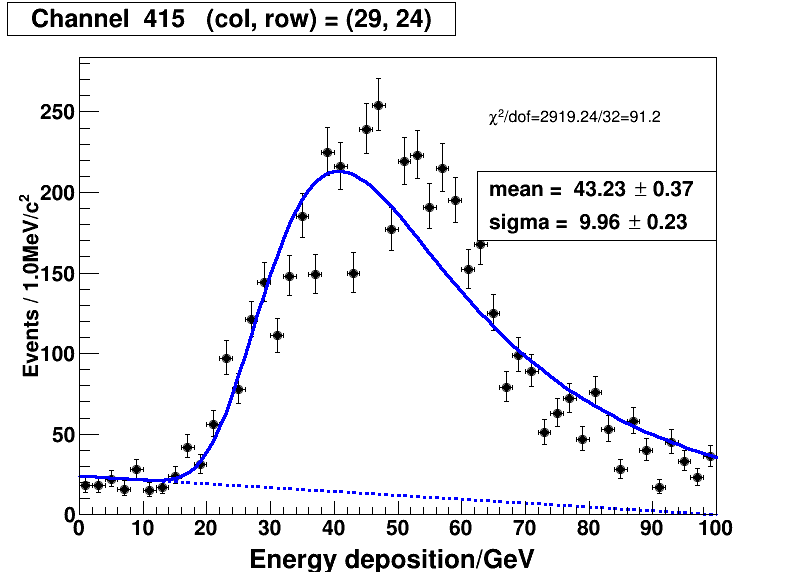 Channel 415 (col, row) = (29, 24)
χ²/dof=2919.24/32=91.2
mean = 43.23 ± 0.37
sigma = 9.96 ± 0.23
Events / 1.0MeV/c²
250
200
150
100
50
0
0 10 20 30 40 50 60 70 80 90 100
Energy deposition/GeV